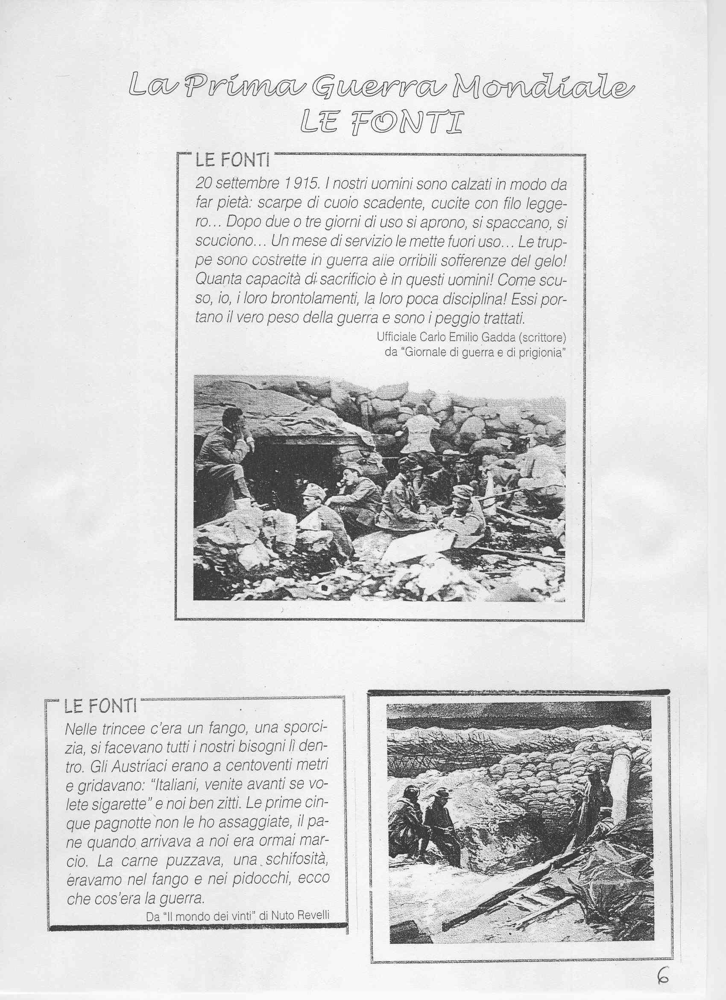 La Prima Guerra Mondiale
LE FONTI
LE FONTI
20 settembre 1915. I nostri uomini sono calzati in modo da
far pietà: scarpe di cuoio scadente, cucite con filo legge-
ro... Dopo due o tre giorni di uso si aprono, si spaccano, si
scuciono... Un mese di servizio le mette fuori uso... Le trup-
pe sono costrette in guerra alle orribili sofferenze del gelo!
Quanta capacità di sacrificio è in questi uomini! Come scu-
so, io, i loro brontolamenti, la loro poca disciplina! Essi por-
tano il vero peso della guerra e sono i peggio trattati.
Ufficiale Carlo Emilio Gadda (scrittore)
da "Giornale di guerra e di prigionia"
LE FONTI
Nelle trincee c'era un fango, una sporci-
zia, si facevano tutti i nostri bisogni lì den-
tro. Gli Austriaci erano a centoventi metri
e gridavano: "Italiani, venite avanti se vo-
lete sigarette" e noi ben zitti. Le prime cin-
que pagnotte non le ho assaggiate, il pa-
ne quando arrivava a noi era ormai mar-
cio. La carne puzzava, una schifosità,
eravamo nel fango e nei pidocchi, ecco
che cos'era la guerra.
Da "Il mondo dei vinti" di Nuto Revelli
6